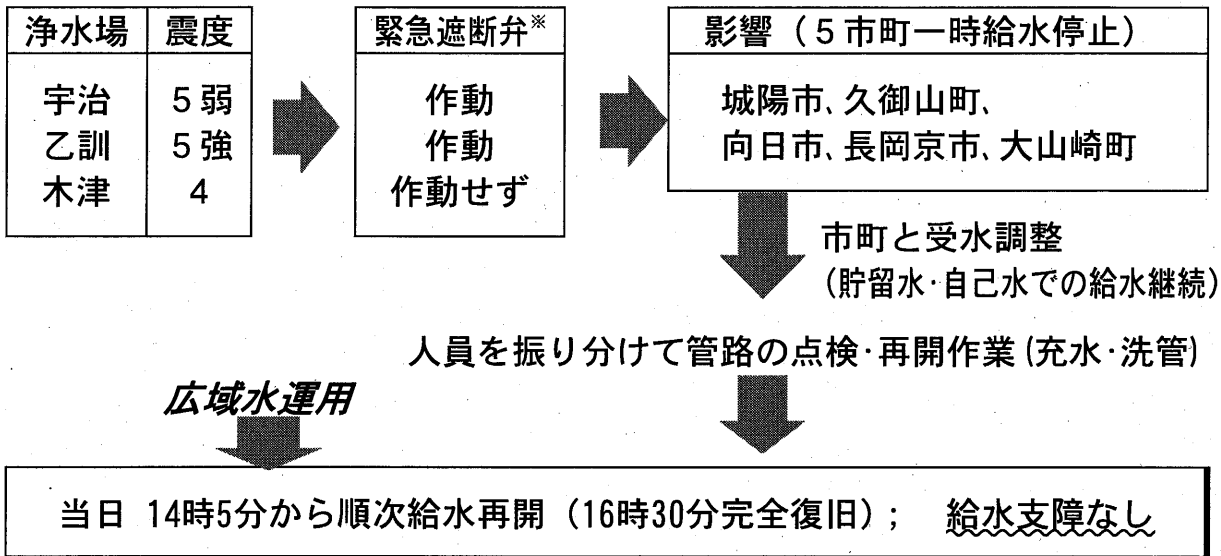 浄水場 震度
宇治 5弱
乙訓 5強
木津 4
緊急遮断弁※
作動
作動
作動せず
影響（5市町一時給水停止）
城陽市、久御山町、
向日市、長岡京市、大山崎町
市町と受水調整
（貯留水・自己水での給水継続）
人員を振り分けて管路の点検・再開作業（充水・洗管）
広域水運用
当日 14時5分から順次給水再開（16時30分完全復旧）； 給水支障なし